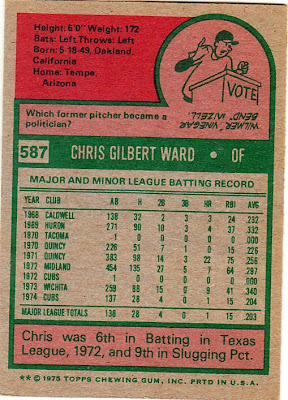 Height: 6'0" Weight: 172
Bats: Left Throws: Left
Born: 5-18-49, Oakland,
California
Home: Tempe,
Arizona
VOTE
Which former pitcher became a
politician?
WILMER "VINEGAR
BEND" MIZELL
587 CHRIS GILBERT WARD • OF
MAJOR AND MINOR LEAGUE BATTING RECORD
YEAR CLUB AB H 2B 3B HR RBI AVG.
1968 CALDWELL 138 32 2 3 3 24 .232
1969 HURON 271 90 10 3 4 37 .332
1970 TACOMA 1 0 0 0 0 0 .000
1970 QUINCY 226 51 7 1 0 15 .226
1971 QUINCY 383 98 14 3 22 75 .256
1972 MIDLAND 454 135 27 5 7 64 .297
1972 CUBS 1 0 0 0 0 0 .000
1973 WICHITA 259 88 15 0 9 41 .340
1974 CUBS 137 28 4 0 1 15 .204
MAJOR LEAGUE TOTALS 138 28 4 0 1 15 .203
Chris was 6th in Batting in Texas
League, 1972, and 9th in Slugging Pct.
** © 1975 TOPPS CHEWING GUM, INC. PRTD IN U.S.A.